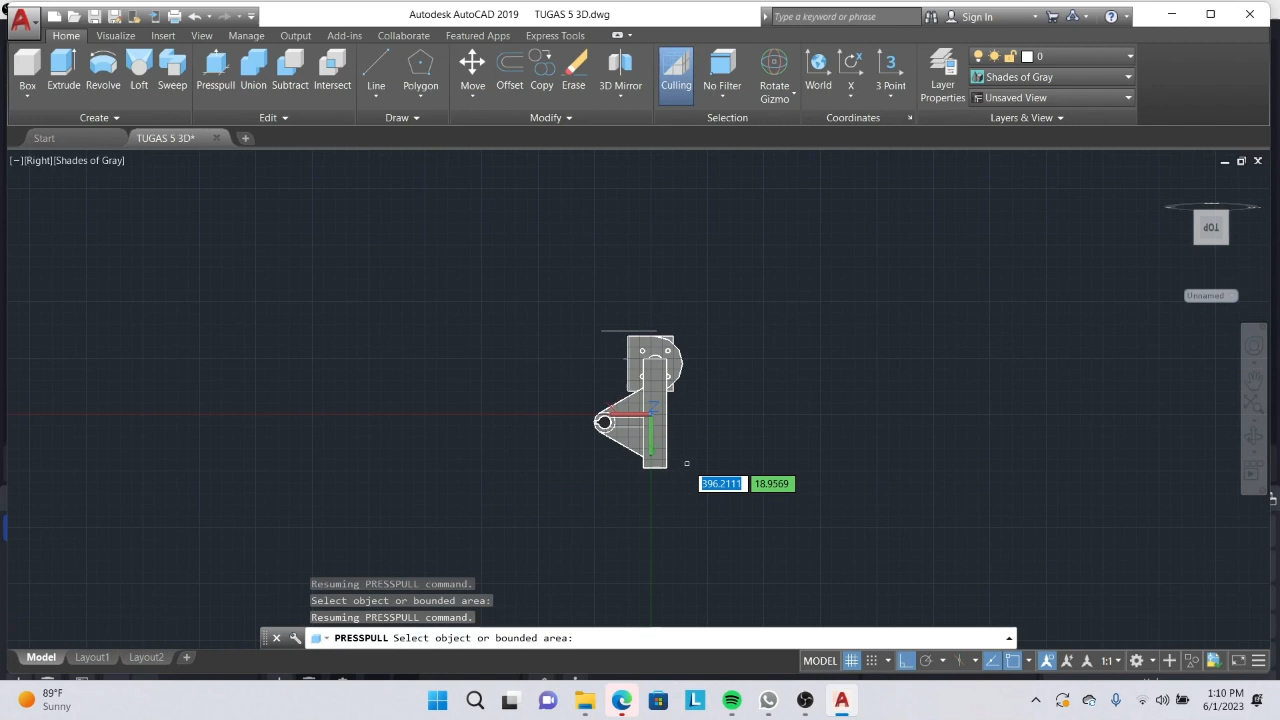 Autodesk AutoCAD 2019    TUGAS 5 3D.dwg
Type a keyword or phrase
Sign In
Home Visualize Insert View Manage Output Add-ins Collaborate Featured Apps Express Tools
Box Extrude Revolve Loft Sweep
Presspull Union Subtract Intersect
Line Polygon
Move Offset Copy Erase 3D Mirror
Culling No Filter Rotate Gizmo
World X 3 Point
Layer Properties
0
Shades of Gray
Unsaved View
Create Edit Draw Modify Selection Coordinates Layers & View
Start TUGAS 5 3D*
[−][Right][Shades of Gray]
TOP
Unnamed
396.2111 18.9569
Resuming PRESSPULL command.
Select object or bounded area:
Resuming PRESSPULL command.
PRESSPULL Select object or bounded area:
Model Layout1 Layout2
MODEL 1:1
89°F
Sunny
1:10 PM
6/1/2023